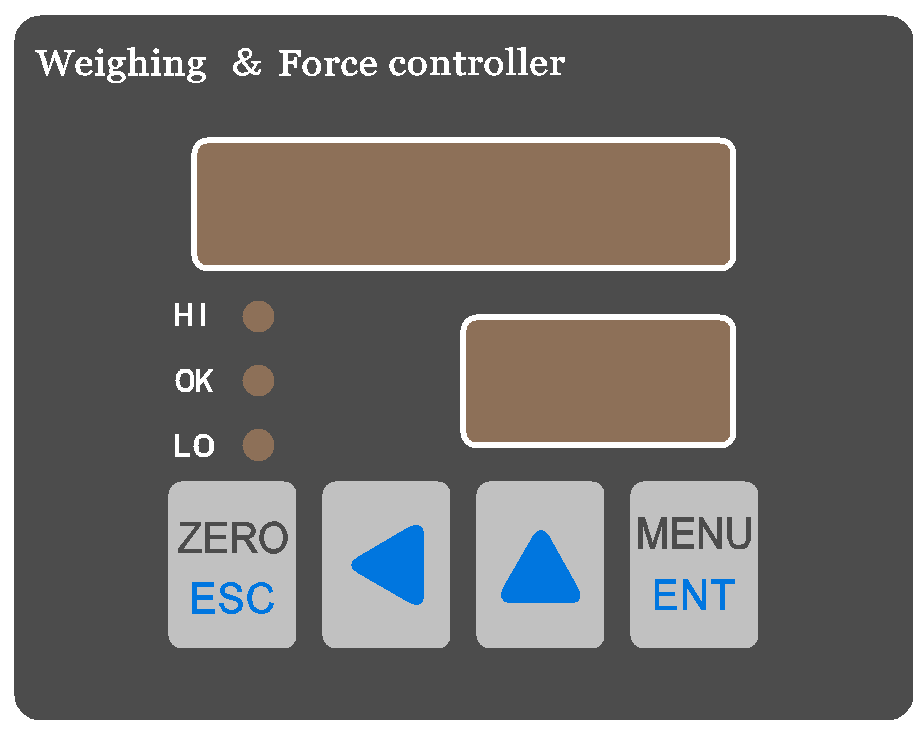 Weighing & Force controller
HI
OK
LO
ZERO
ESC
MENU
ENT